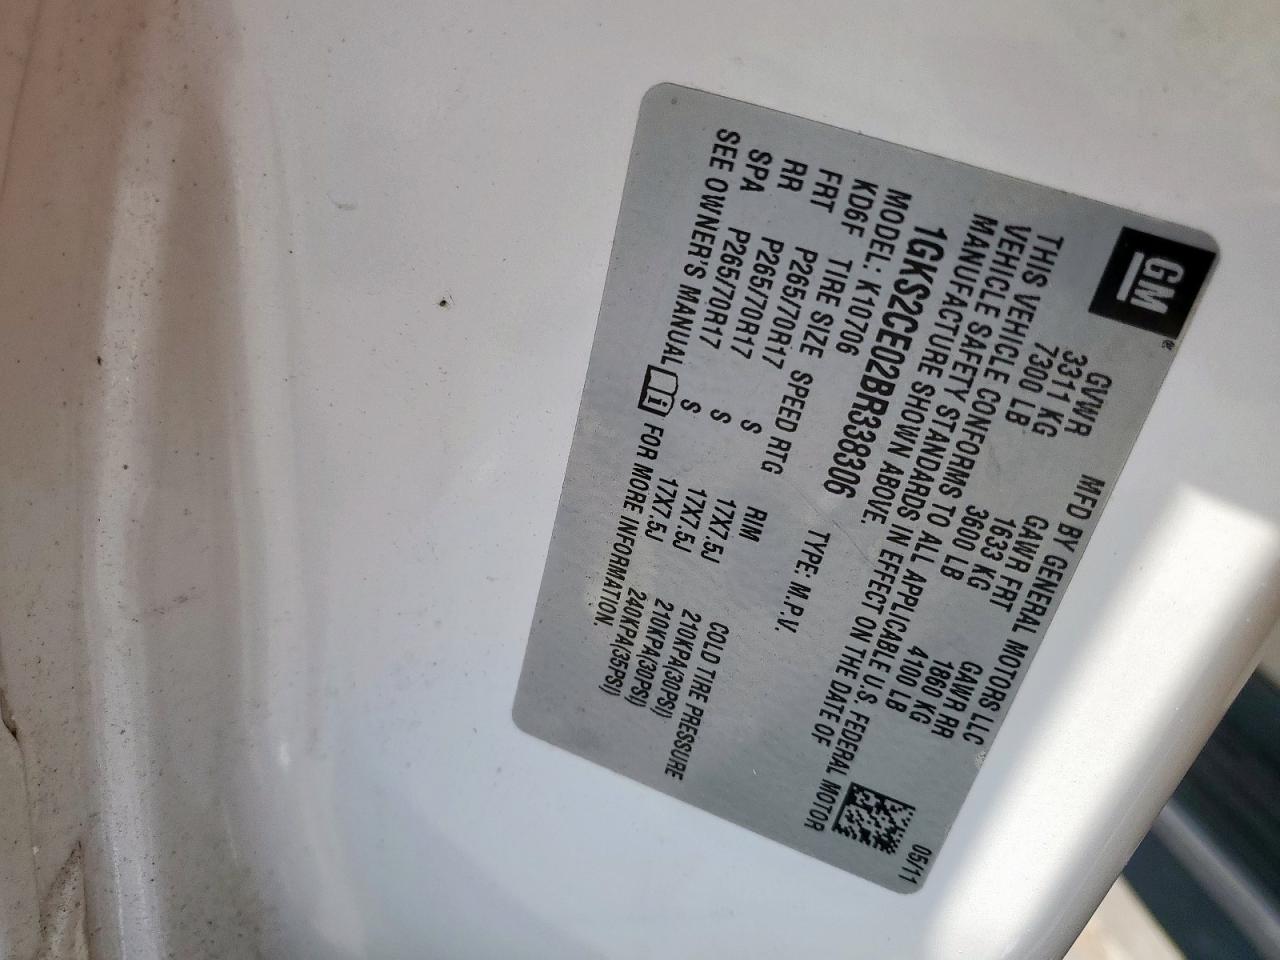 GM
MFD BY GENERAL MOTORS LLC 05/11
GVWR GAWR FRT GAWR RR
3311 KG 1633 KG 1860 KG
7300 LB 3600 LB 4100 LB
THIS VEHICLE CONFORMS TO ALL APPLICABLE U.S. FEDERAL MOTOR
VEHICLE SAFETY STANDARDS IN EFFECT ON THE DATE OF
MANUFACTURE SHOWN ABOVE.
1GKS2CE02BR338306 TYPE: M.P.V.
MODEL: K10706
KD6F TIRE SIZE SPEED RTG RIM COLD TIRE PRESSURE
FRT P265/70R17 S 17X7.5J 210KPA(30PSI)
RR P265/70R17 S 17X7.5J 210KPA(30PSI)
SPA P265/70R17 S 17X7.5J 240KPA(35PSI)
SEE OWNER'S MANUAL i FOR MORE INFORMATION.